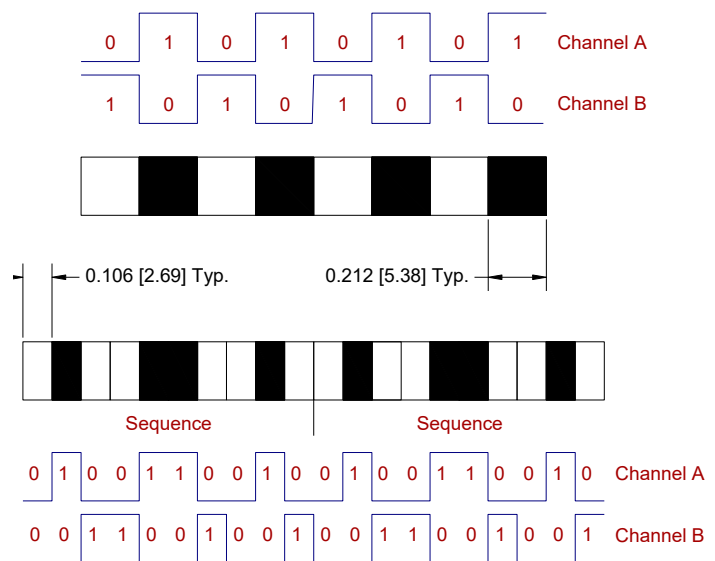 0 1 0 1 0 1 0 1 Channel A
1 0 1 0 1 0 1 0 Channel B
0.106 [2.69] Typ. 0.212 [5.38] Typ.
Sequence Sequence
0 1 0 0 1 1 0 0 1 0 0 1 0 0 1 1 0 0 1 0 Channel A
0 0 1 1 0 0 1 0 0 1 0 0 1 1 0 0 1 0 0 1 Channel B